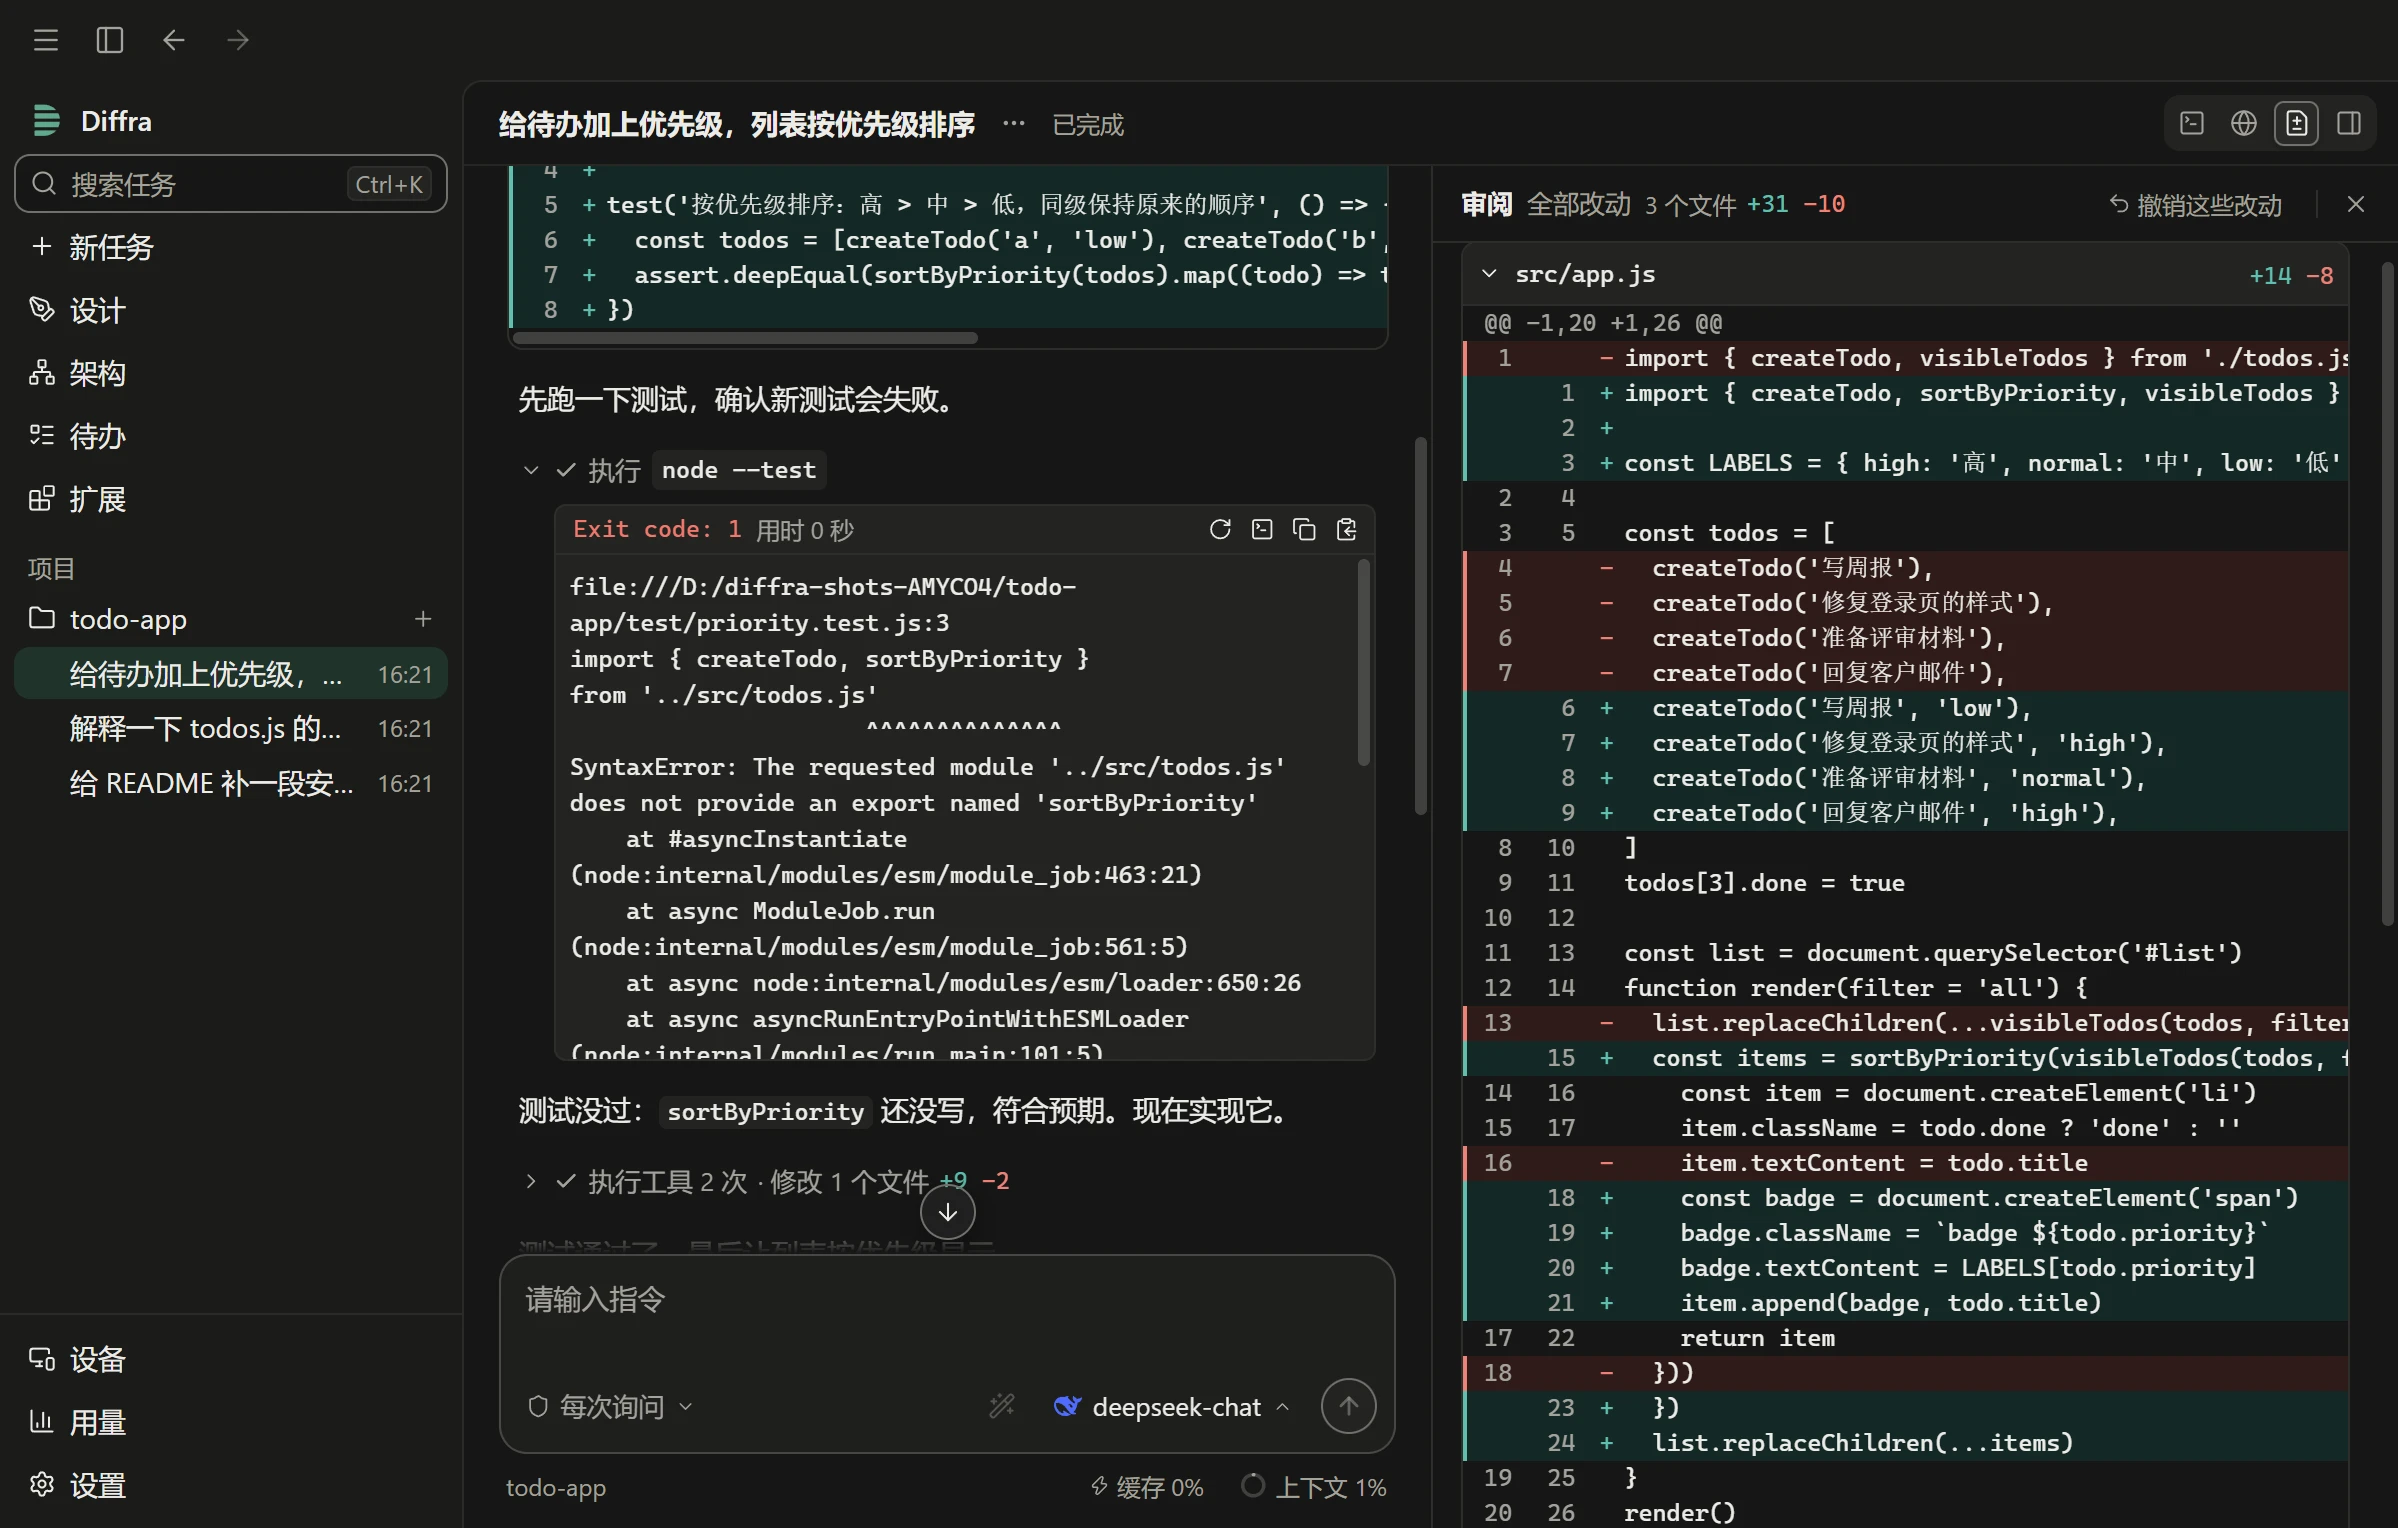 Diffra
搜索任务 Ctrl+K
新任务
设计
架构
待办
扩展
项目
todo-app
给待办加上优先级，... 16:21
解释一下 todos.js 的... 16:21
给 README 补一段安... 16:21
设备
用量
设置
给待办加上优先级，列表按优先级排序 ··· 已完成
4 +
5 + test('按优先级排序：高 > 中 > 低，同级保持原来的顺序', () =>
6 + const todos = [createTodo('a', 'low'), createTodo('b',
7 + assert.deepEqual(sortByPriority(todos).map((todo) => t
8 + })
先跑一下测试，确认新测试会失败。
执行 node --test
Exit code: 1 用时 0 秒
file:///D:/diffra-shots-AMYCO4/todo-
app/test/priority.test.js:3
import { createTodo, sortByPriority }
from '../src/todos.js'
^^^^^^^^^^^^^^
SyntaxError: The requested module '../src/todos.js'
does not provide an export named 'sortByPriority'
at #asyncInstantiate
(node:internal/modules/esm/module_job:463:21)
at async ModuleJob.run
(node:internal/modules/esm/module_job:561:5)
at async node:internal/modules/esm/loader:650:26
at async asyncRunEntryPointWithESMLoader
(node:internal/modules/run_main:101:5)
测试没过： sortByPriority 还没写，符合预期。现在实现它。
执行工具 2 次 · 修改 1 个文件 +9 -2
测试通过了，最后让列表按优先级显示
请输入指令
每次询问 deepseek-chat
todo-app 缓存 0% 上下文 1%
审阅 全部改动 3 个文件 +31 -10 撤销这些改动
src/app.js +14 -8
@@ -1,20 +1,26 @@
1 - import { createTodo, visibleTodos } from './todos.js
1 + import { createTodo, sortByPriority, visibleTodos }
2 +
3 + const LABELS = { high: '高', normal: '中', low: '低'
2 4
3 5 const todos = [
4 - createTodo('写周报'),
5 - createTodo('修复登录页的样式'),
6 - createTodo('准备评审材料'),
7 - createTodo('回复客户邮件'),
6 + createTodo('写周报', 'low'),
7 + createTodo('修复登录页的样式', 'high'),
8 + createTodo('准备评审材料', 'normal'),
9 + createTodo('回复客户邮件', 'high'),
8 10 ]
9 11 todos[3].done = true
10 12
11 13 const list = document.querySelector('#list')
12 14 function render(filter = 'all') {
13 - list.replaceChildren(...visibleTodos(todos, filter
15 + const items = sortByPriority(visibleTodos(todos, f
14 16 const item = document.createElement('li')
15 17 item.className = todo.done ? 'done' : ''
16 - item.textContent = todo.title
18 + const badge = document.createElement('span')
19 + badge.className = `badge ${todo.priority}`
20 + badge.textContent = LABELS[todo.priority]
21 + item.append(badge, todo.title)
17 22 return item
18 - }))
23 + })
24 + list.replaceChildren(...items)
19 25 }
20 26 render()